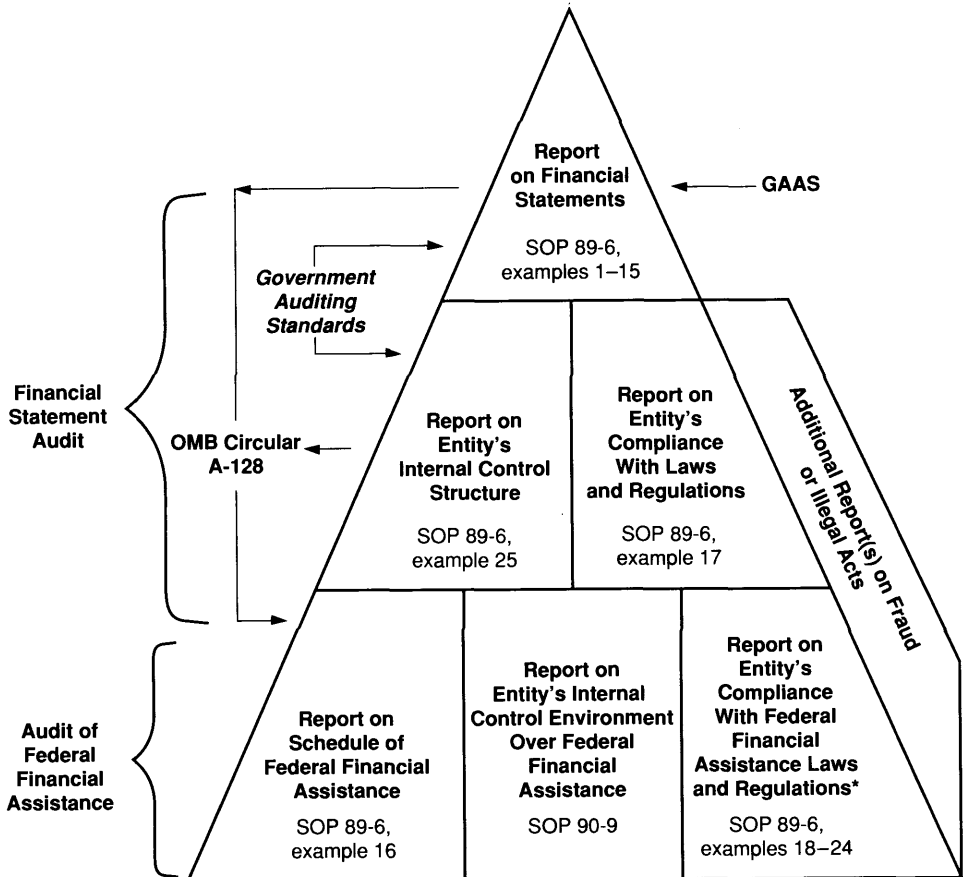 Report
on Financial
Statements
SOP 89-6,
examples 1–15
GAAS
Government
Auditing
Standards
Financial
Statement
Audit
OMB Circular
A-128
Report on
Entity's
Internal Control
Structure
SOP 89-6,
example 25
Report on
Entity's
Compliance
With Laws
and Regulations
SOP 89-6,
example 17
Additional Report(s) on Fraud
or Illegal Acts
Audit of
Federal
Financial
Assistance
Report on
Schedule of
Federal Financial
Assistance
SOP 89-6,
example 16
Report on
Entity's Internal
Control Environment
Over Federal
Financial
Assistance
SOP 90-9
Report on
Entity's
Compliance
With Federal
Financial
Assistance Laws
and Regulations*
SOP 89-6,
examples 18–24